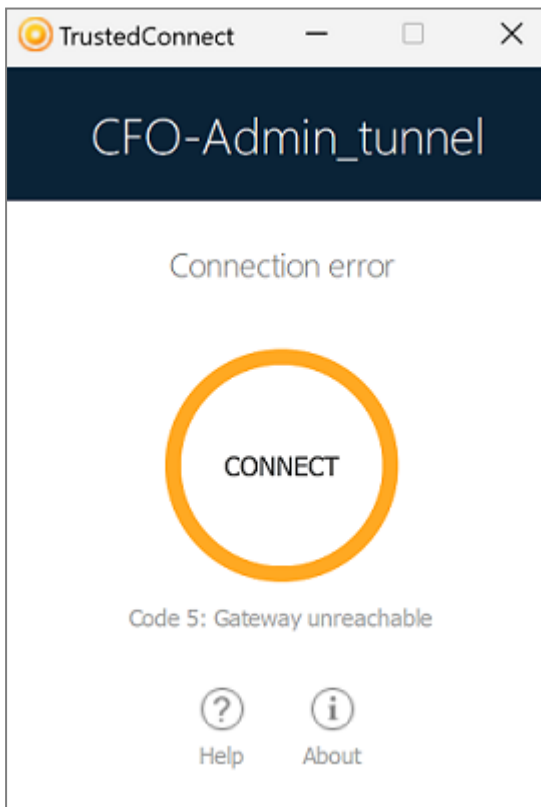 TrustedConnect
CFO-Admin_tunnel
Connection error
CONNECT
Code 5: Gateway unreachable
Help About